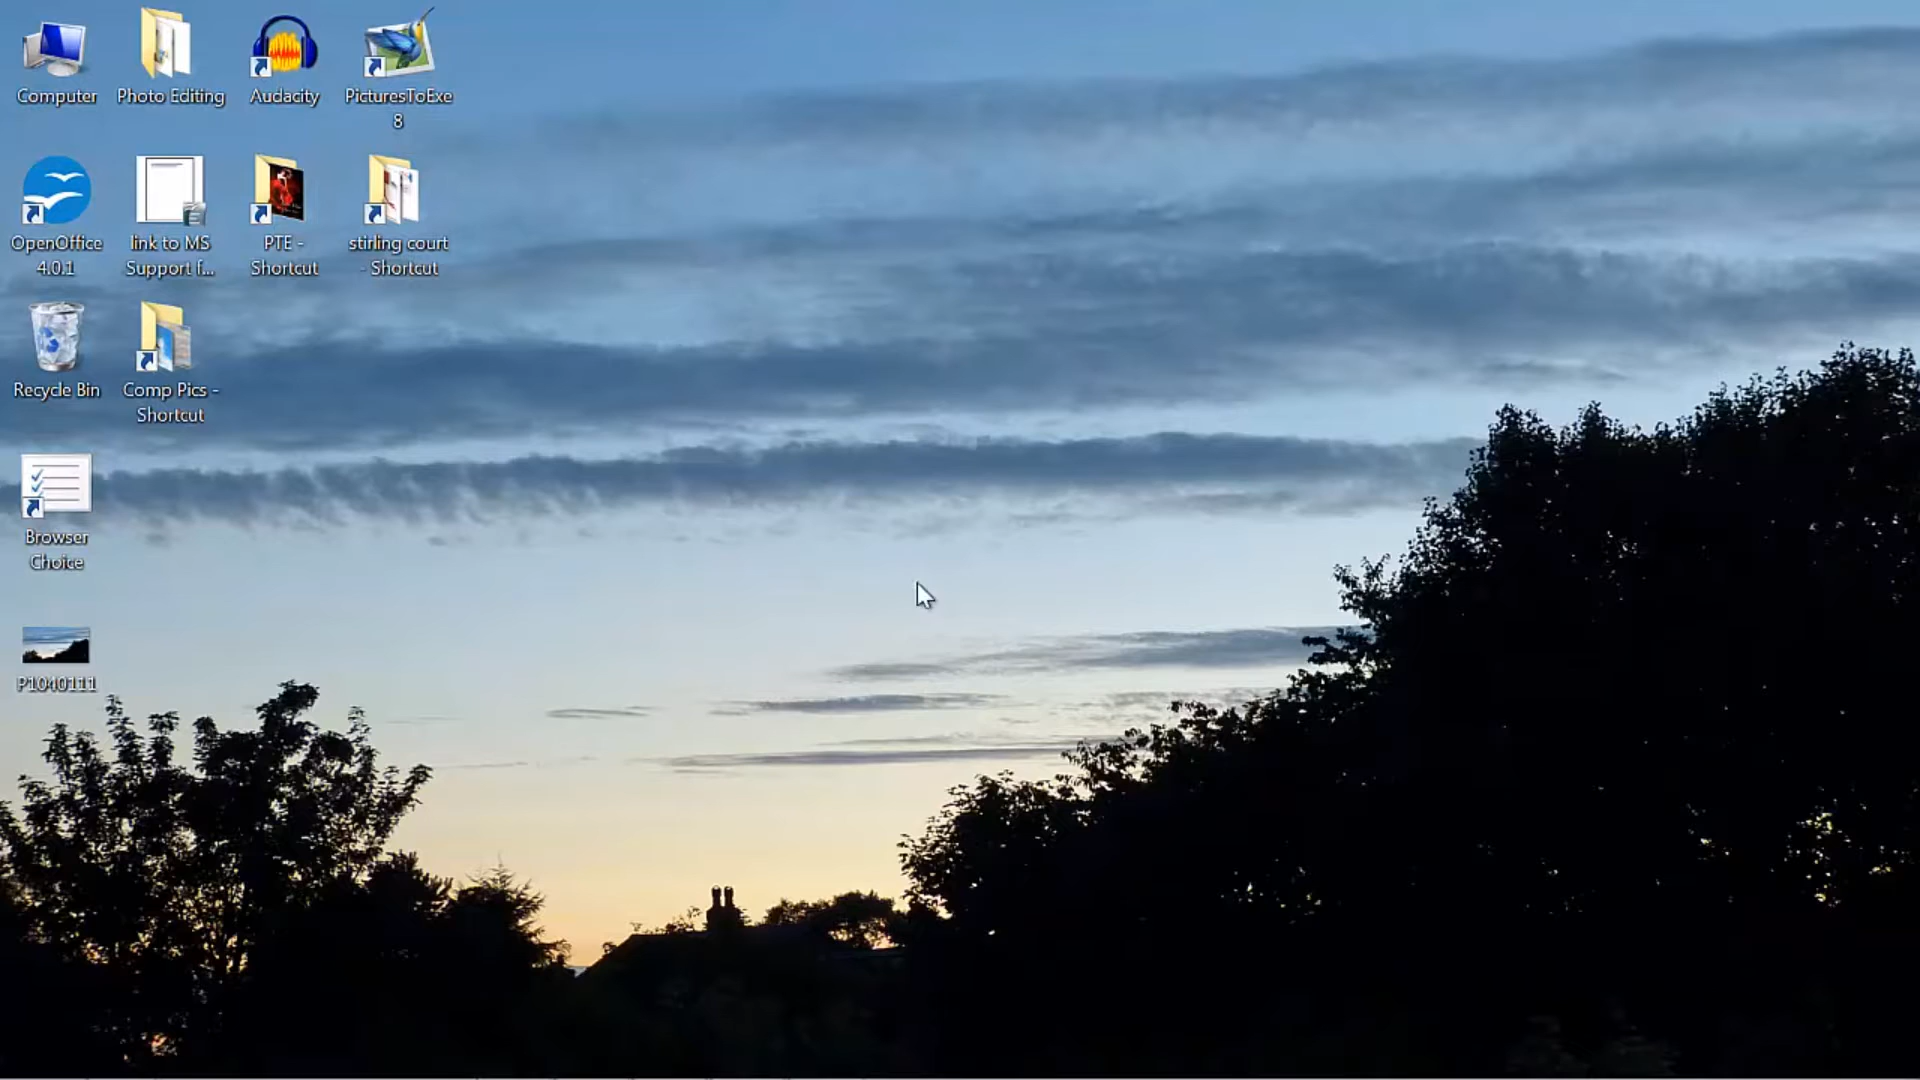 Computer
Photo Editing
Audacity
PicturesToExe
8
OpenOffice
4.0.1
link to MS
Support f...
PTE -
Shortcut
stirling court
- Shortcut
Recycle Bin
Comp Pics -
Shortcut
Browser
Choice
P1040111